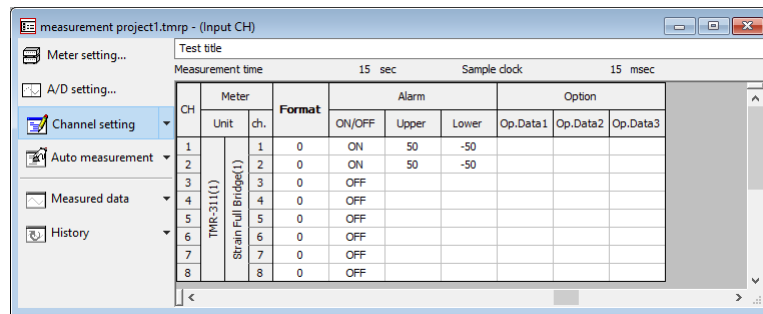 measurement project1.tmrp - (Input CH)
Meter setting...
A/D setting...
Channel setting
Auto measurement
Measured data
History
Test title
Measurement time 15 sec Sample clock 15 msec
CH Meter Format Alarm Option
Unit ch. ON/OFF Upper Lower Op.Data1 Op.Data2 Op.Data3
TMR-311(1)
Strain Full Bridge(1)
1 1 0 ON 50 -50
2 2 0 ON 50 -50
3 3 0 OFF
4 4 0 OFF
5 5 0 OFF
6 6 0 OFF
7 7 0 OFF
8 8 0 OFF